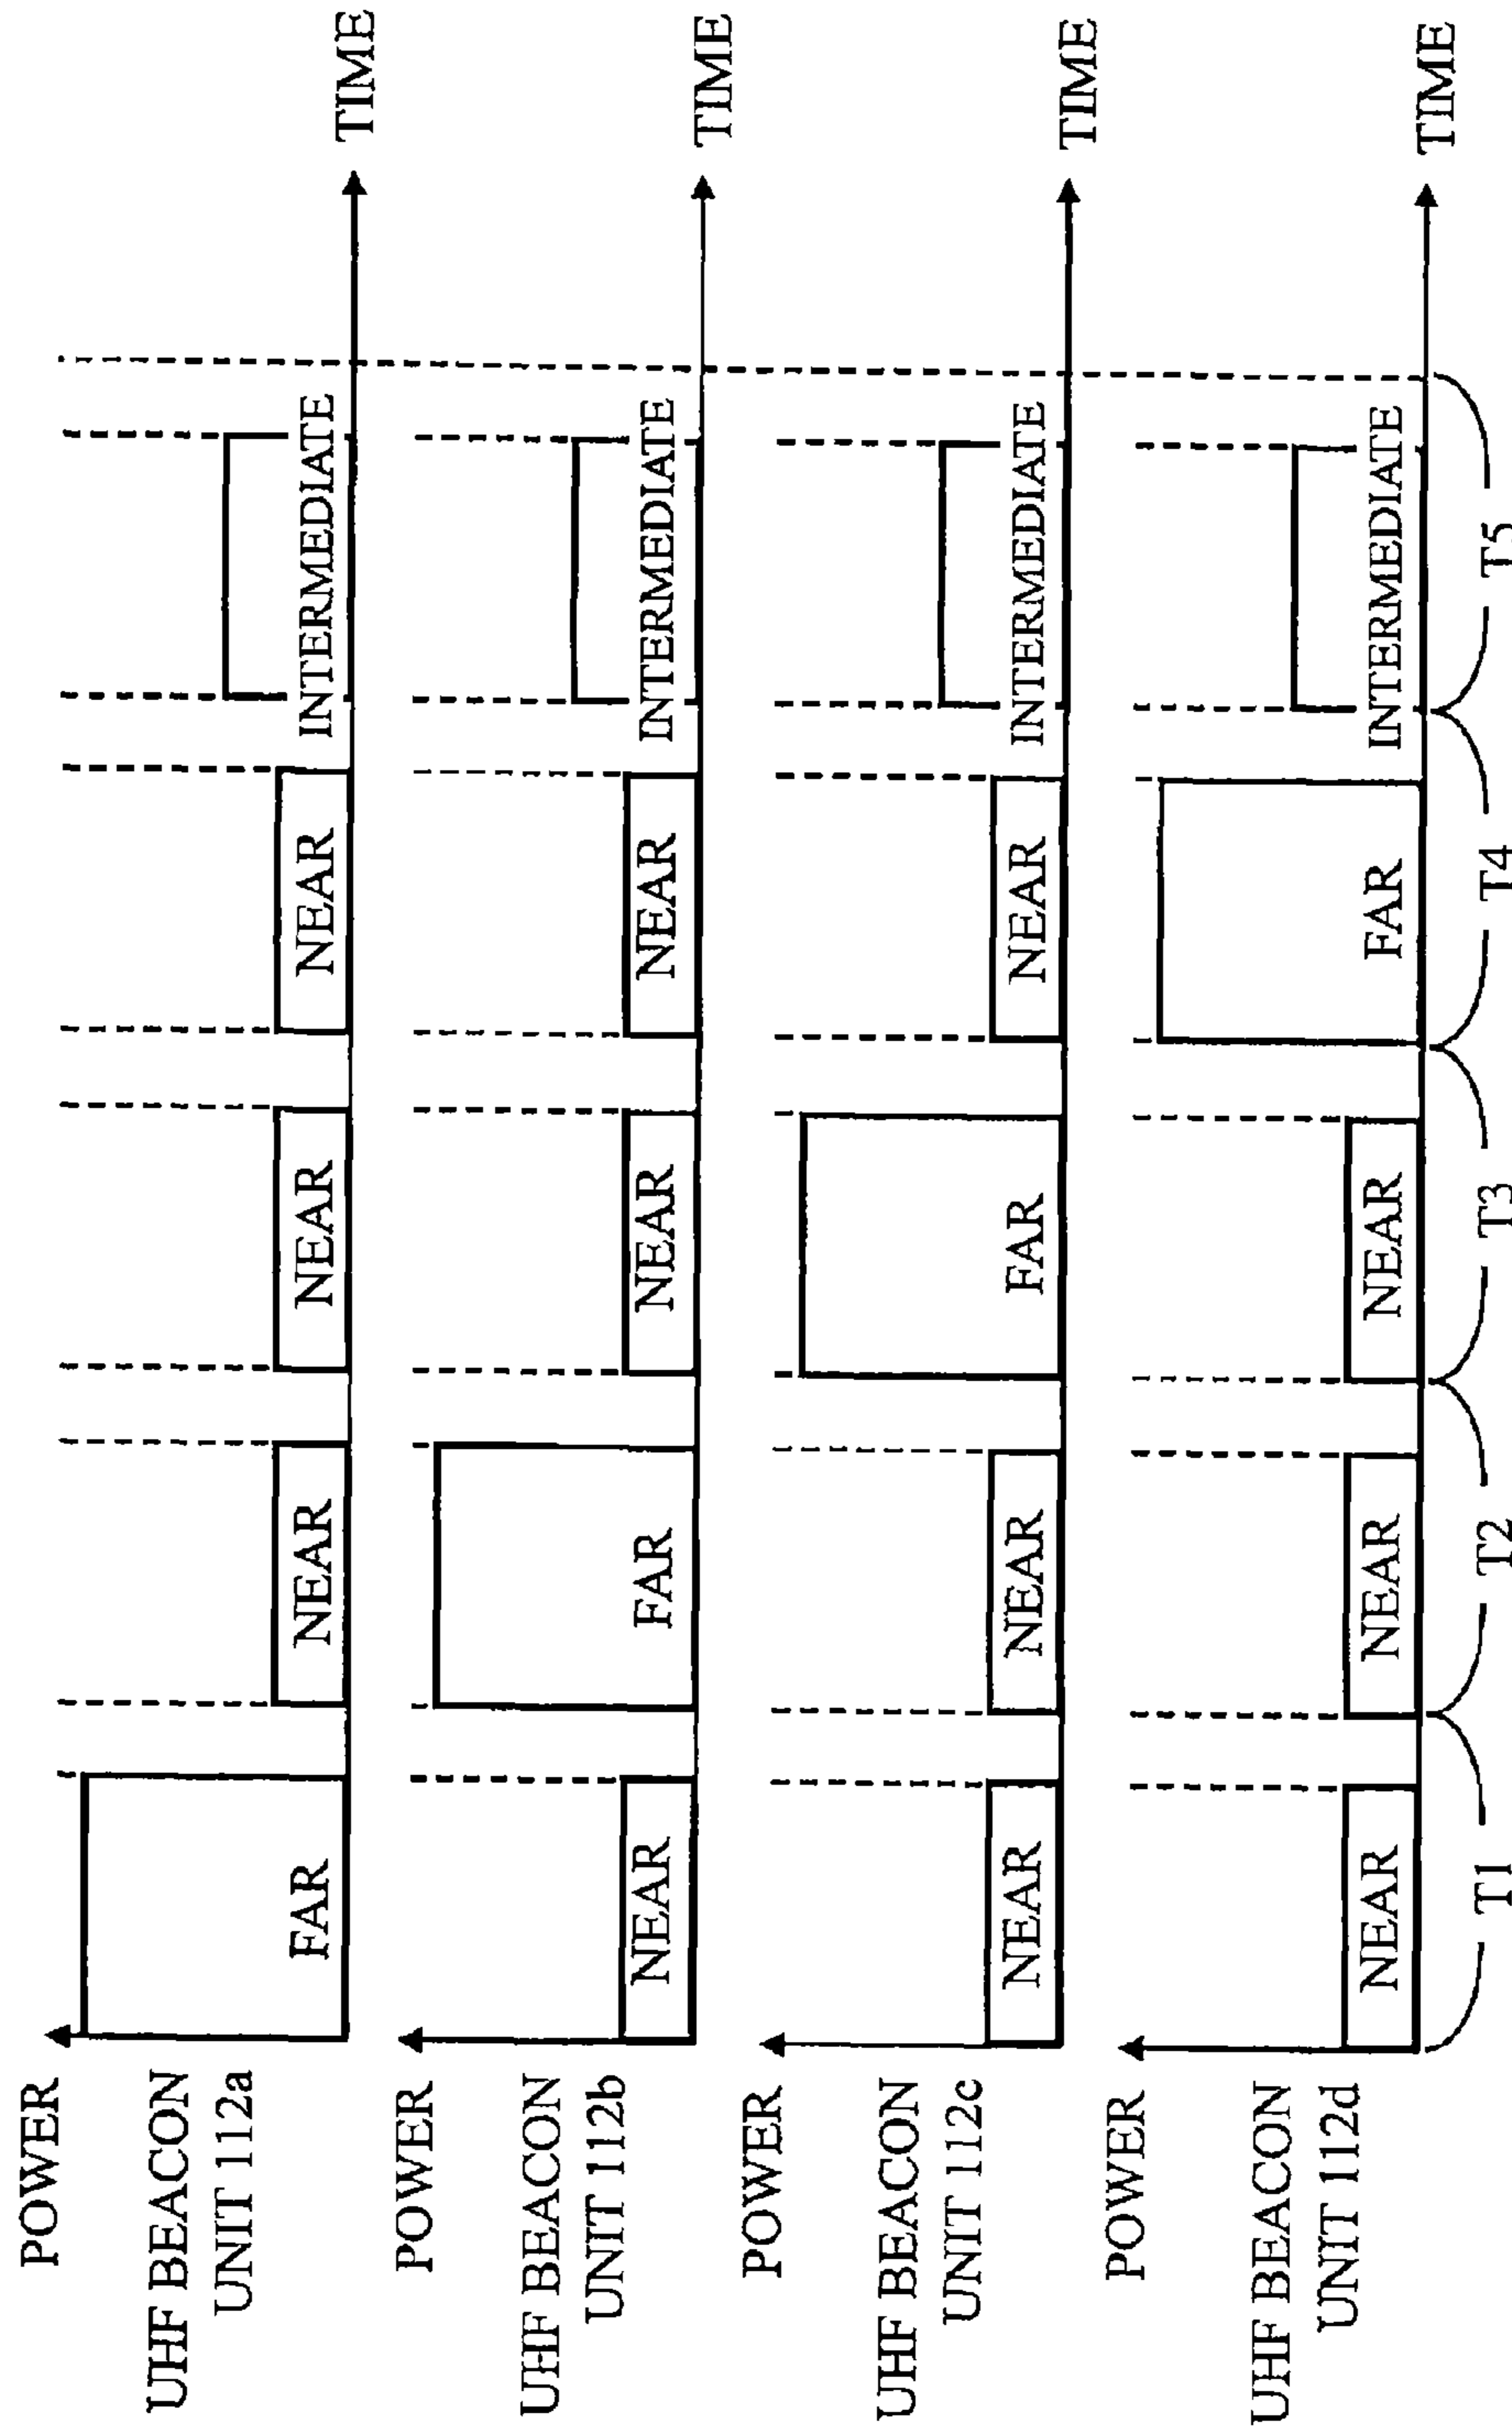 POWER
UHF BEACON
UNIT 112a
FAR
NEAR
NEAR
NEAR
INTERMEDIATE
TIME
POWER
UHF BEACON
UNIT 112b
NEAR
FAR
NEAR
NEAR
INTERMEDIATE
TIME
POWER
UHF BEACON
UNIT 112c
NEAR
NEAR
FAR
NEAR
INTERMEDIATE
TIME
POWER
UHF BEACON
UNIT 112d
NEAR
NEAR
NEAR
FAR
INTERMEDIATE
TIME
T1
T2
T3
T4
T5